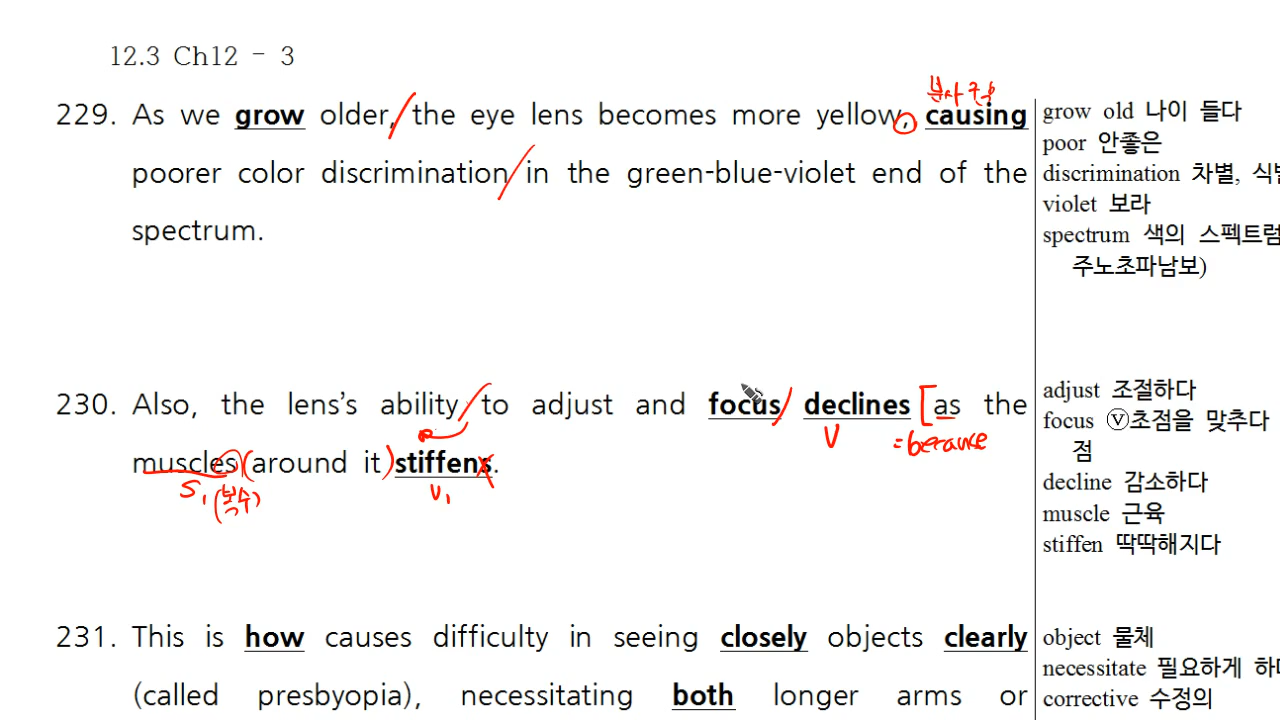 12.3 Ch12 - 3
분사구문
229. As we grow older, the eye lens becomes more yellow, causing
poorer color discrimination in the green-blue-violet end of the
spectrum.
grow old 나이 들다
poor 안좋은
discrimination 차별, 식별
violet 보라
spectrum 색의 스펙트럼
주노초파남보)
230. Also, the lens's ability to adjust and focus declines as the
V =because
muscles around it stiffens.
S1 (복수) V1
adjust 조절하다
focus Ⓥ초점을 맞추다
점
decline 감소하다
muscle 근육
stiffen 딱딱해지다
231. This is how causes difficulty in seeing closely objects clearly
(called presbyopia), necessitating both longer arms or
object 물체
necessitate 필요하게 하다
corrective 수정의